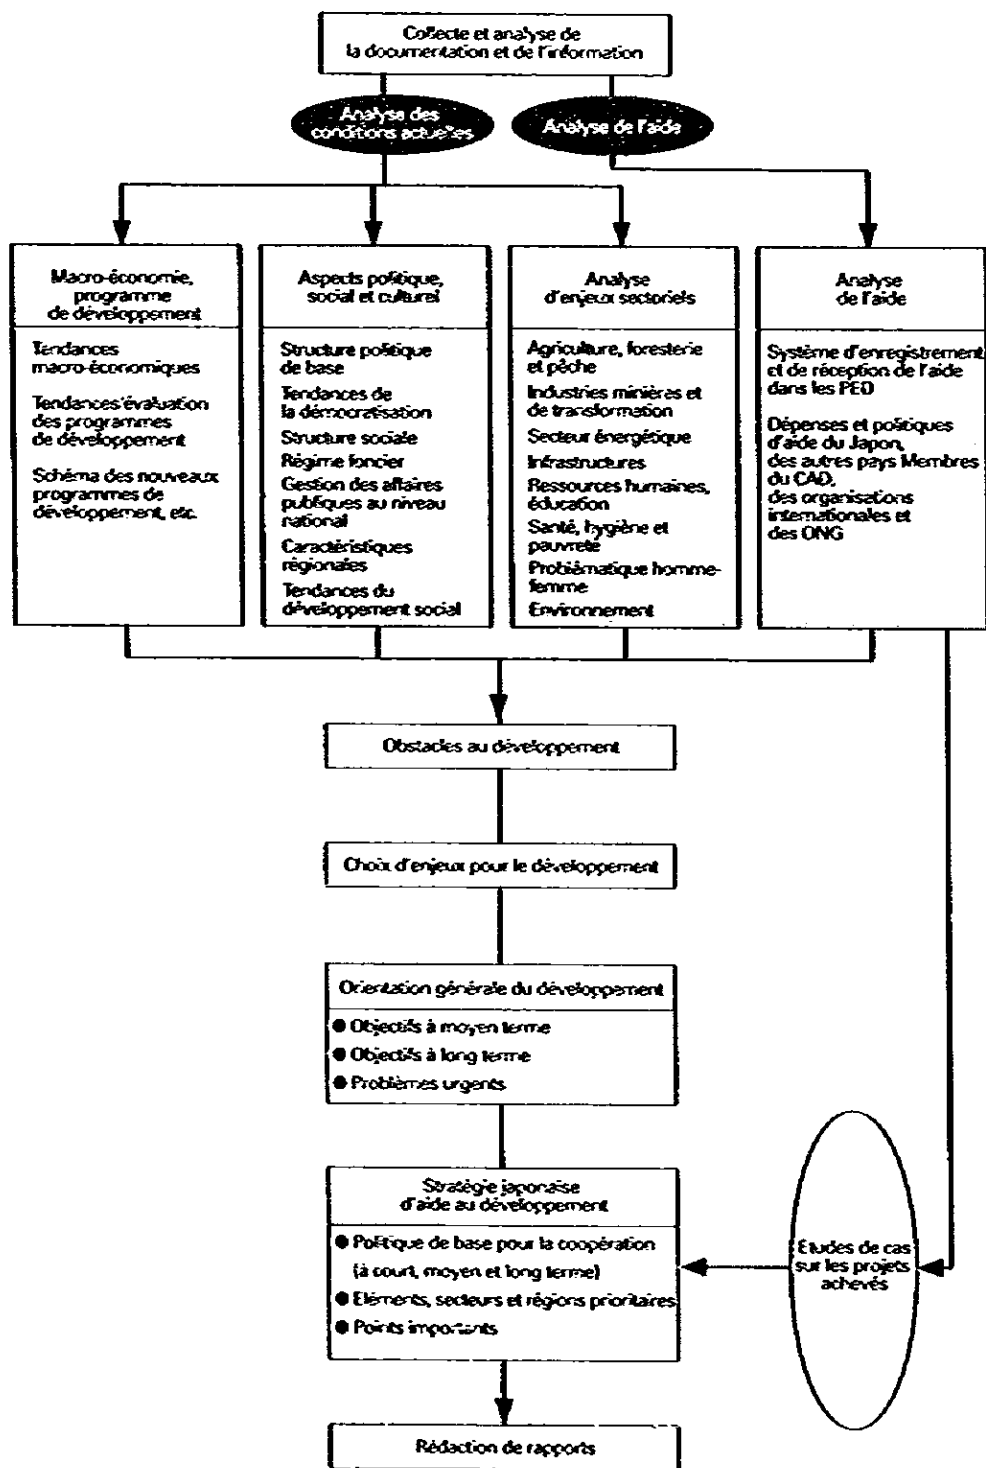 Collecte et analyse de
la documentation et de l'information
Analyse des
conditions actuelles
Analyse de l'aide
Macro-économie,
programme
de développement
Tendances
macro-économiques
Tendances/évaluation
des programmes
de développement
Schéma des nouveaux
programmes de
développement, etc.
Aspects politique,
social et culturel
Structure politique
de base
Tendances de
la démocratisation
Structure sociale
Régime foncier
Gestion des affaires
publiques au niveau
national
Caractéristiques
régionales
Tendances du
développement social
Analyse
d'enjeux sectoriels
Agriculture, foresterie
et pêche
Industries minières et
de transformation
Secteur énergétique
Infrastructures
Ressources humaines,
éducation
Santé, hygiène et
pauvreté
Problématique homme-
femme
Environnement
Analyse
de l'aide
Système d'enregistrement
et de réception de l'aide
dans les PED
Dépenses et politiques
d'aide du Japon,
des autres pays Membres
du CAD,
des organisations
internationales et
des ONG
Obstacles au développement
Choix d'enjeux pour le développement
Orientation générale du développement
● Objectifs à moyen terme
● Objectifs à long terme
● Problèmes urgents
Stratégie japonaise
d'aide au développement
● Politique de base pour la coopération
(à court, moyen et long terme)
● Eléments, secteurs et régions prioritaires
● Points importants
Etudes de cas
sur les projets
achevés
Rédaction de rapports